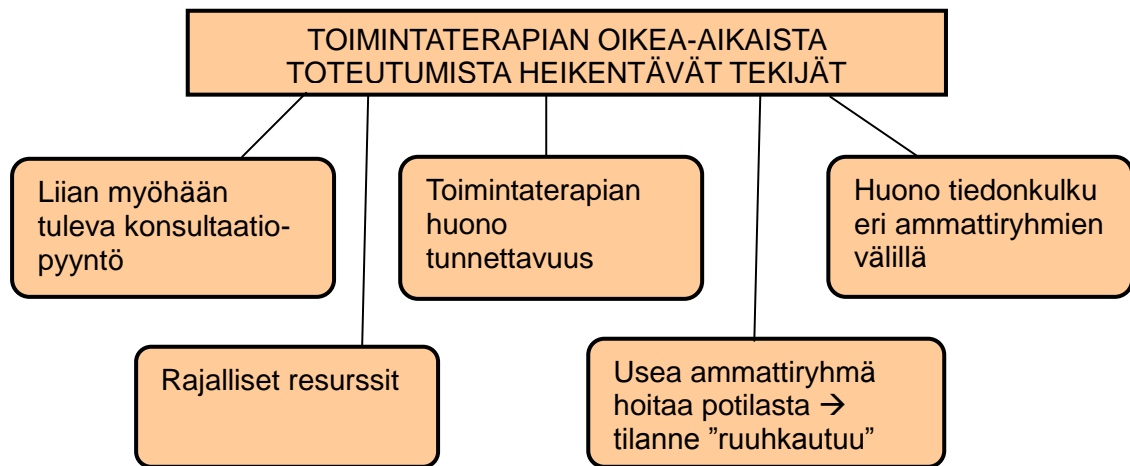 TOIMINTATERAPIAN OIKEA-AIKAISTA
TOTEUTUMISTA HEIKENTÄVÄT TEKIJÄT
Liian myöhään
tuleva konsultaatio-
pyyntö
Toimintaterapian
huono
tunnettavuus
Huono tiedonkulku
eri ammattiryhmien
välillä
Rajalliset resurssit
Usea ammattiryhmä
hoitaa potilasta →
tilanne ”ruuhkautuu”